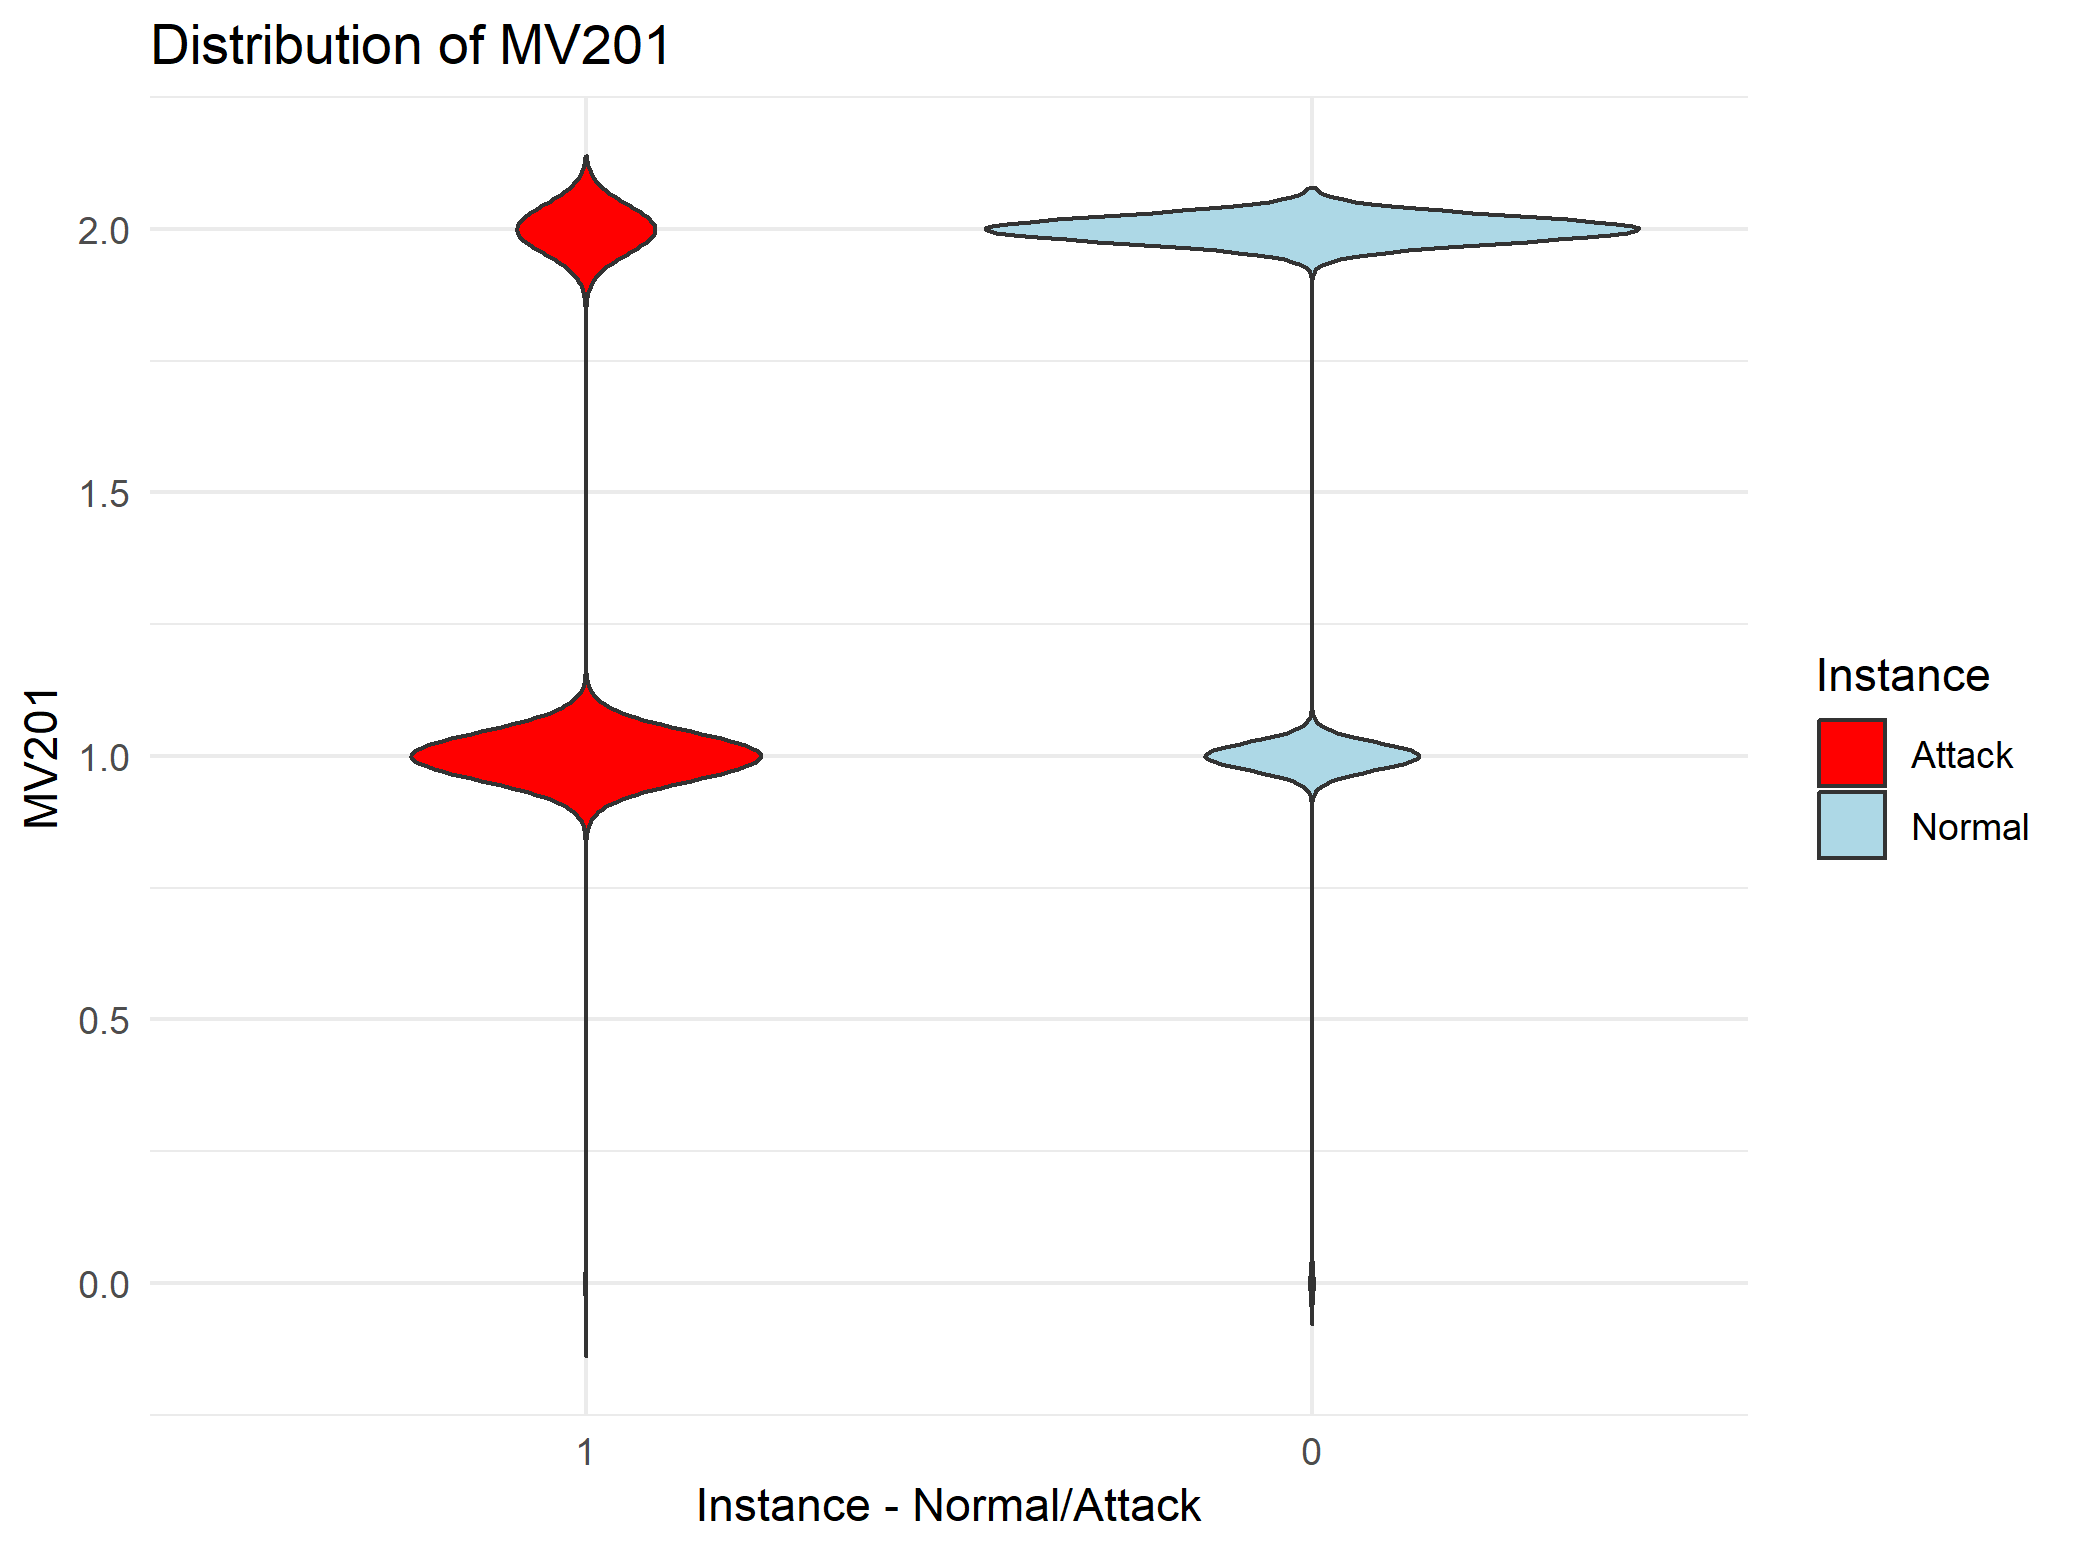 Distribution of MV201
2.0
1.5
1.0
0.5
0.0
MV201
1
0
Instance - Normal/Attack
Instance
Attack
Normal